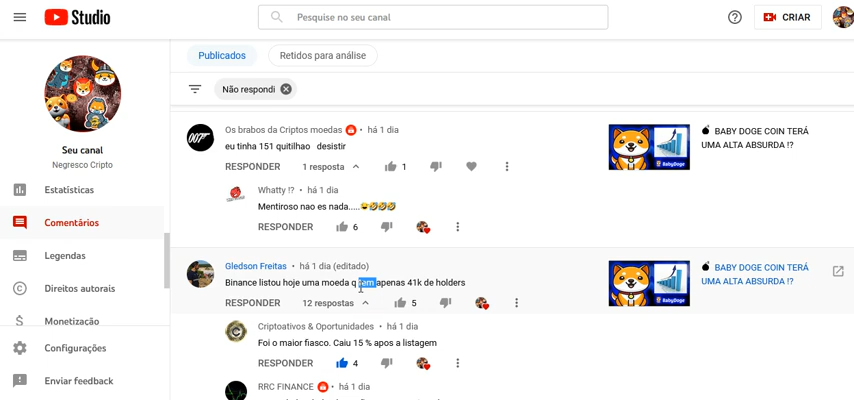 Studio
Pesquise no seu canal
CRIAR
Publicados
Retidos para análise
Não respondi
Seu canal
Negresco Cripto
Estatísticas
Comentários
Legendas
Direitos autorais
Monetização
Configurações
Enviar feedback
007
Os brabos da Criptos moedas • há 1 dia
eu tinha 151 quitilhao desistir
RESPONDER 1 resposta 1
BABY DOGE COIN TERÁ
UMA ALTA ABSURDA !?
BabyDoge
Whatty !? • há 1 dia
Mentiroso nao es nada.....😄🤣🤣🤣
RESPONDER 6
Gledson Freitas • há 1 dia (editado)
Binance listou hoje uma moeda q tem apenas 41k de holders
RESPONDER 12 respostas 5
BABY DOGE COIN TERÁ
UMA ALTA ABSURDA !?
BabyDoge
Criptoativos & Oportunidades • há 1 dia
Foi o maior fiasco. Caiu 15 % apos a listagem
RESPONDER 4
RRC FINANCE • há 1 dia